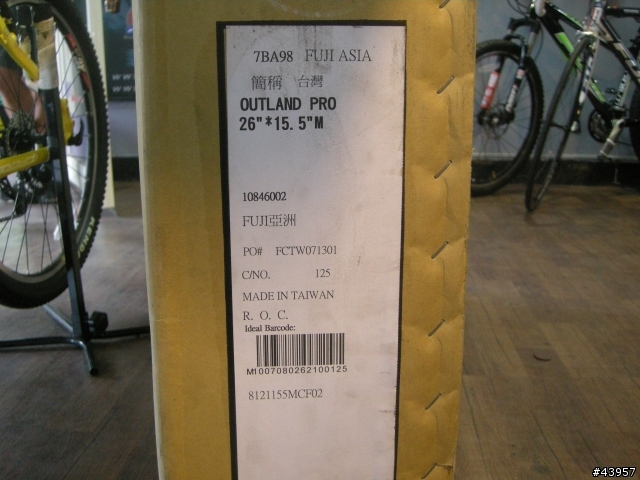 7BA98 FUJI ASIA
簡稱 台灣
OUTLAND PRO
26"*15.5"M
10846002
FUJI亞洲
PO# FCTW071301
C/NO. 125
MADE IN TAIWAN
R. O. C.
Ideal Barcode:
M1007080262100125
8121155MCF02
#43957